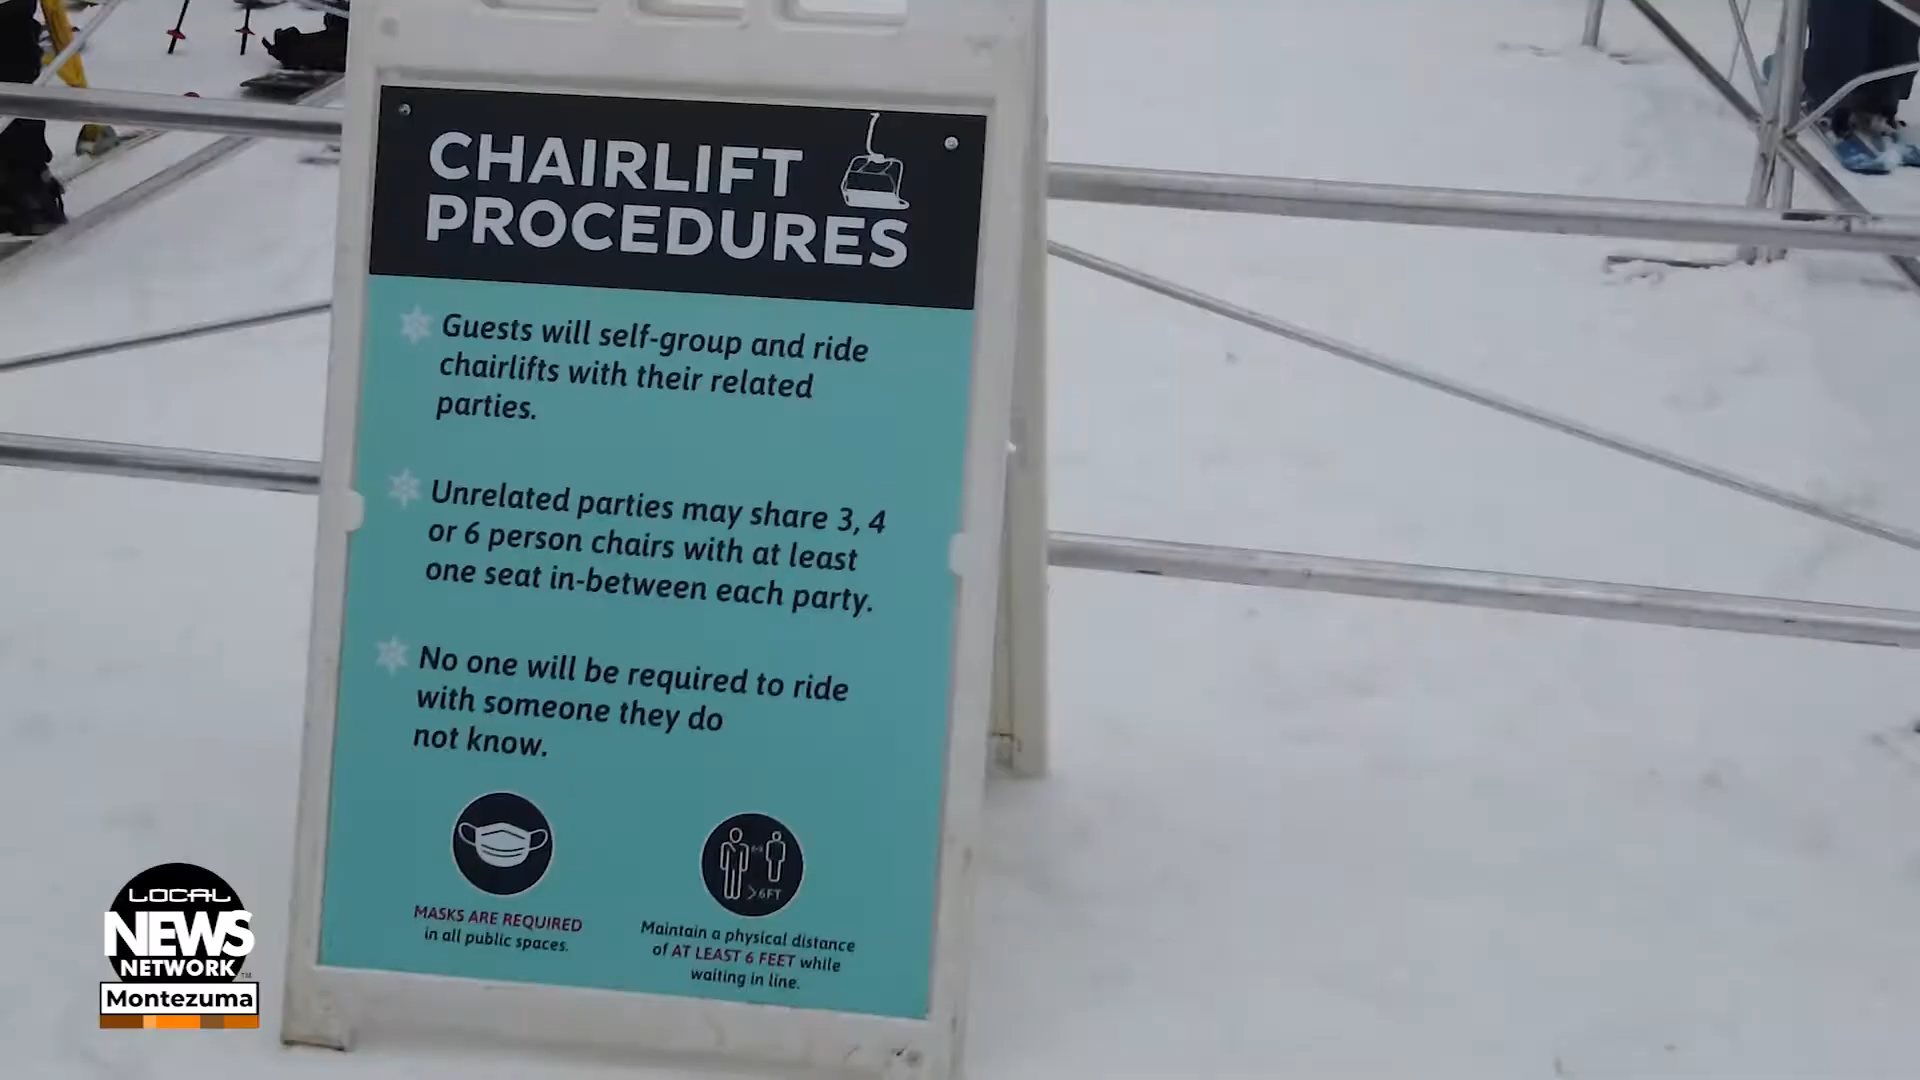 CHAIRLIFT
PROCEDURES
Guests will self-group and ride
chairlifts with their related
parties.
Unrelated parties may share 3, 4
or 6 person chairs with at least
one seat in-between each party.
No one will be required to ride
with someone they do
not know.
>6FT
MASKS ARE REQUIRED
in all public spaces.
Maintain a physical distance
of AT LEAST 6 FEET while
waiting in line.
LOCAL
NEWS
NETWORK™
Montezuma